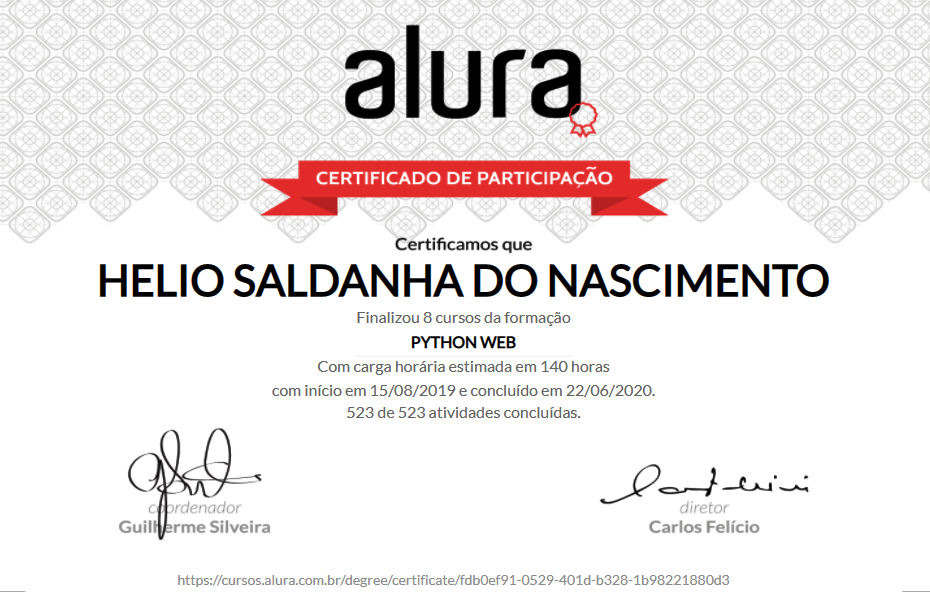 alura
CERTIFICADO DE PARTICIPAÇÃO
Certificamos que
HELIO SALDANHA DO NASCIMENTO
Finalizou 8 cursos da formação
PYTHON WEB
Com carga horária estimada em 140 horas
com início em 15/08/2019 e concluído em 22/06/2020.
523 de 523 atividades concluídas.
coordenador
Guilherme Silveira
diretor
Carlos Felício
https://cursos.alura.com.br/degree/certificate/fdb0ef91-0529-401d-b328-1b98221880d3